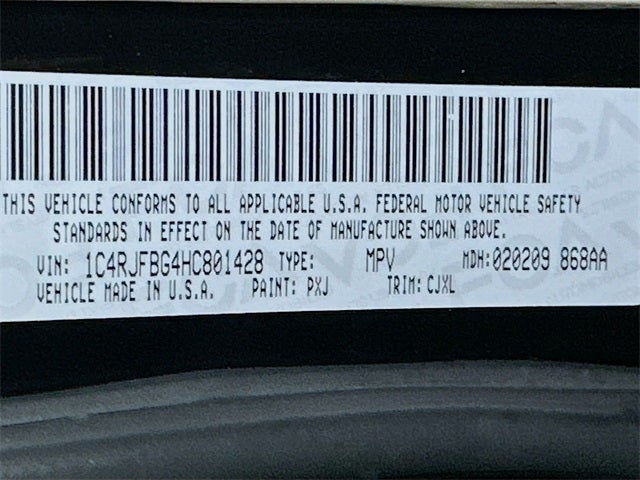 THIS VEHICLE CONFORMS TO ALL APPLICABLE U.S.A. FEDERAL MOTOR VEHICLE SAFETY
STANDARDS IN EFFECT ON THE DATE OF MANUFACTURE SHOWN ABOVE.
VIN: 1C4RJFBG4HC801428 TYPE: MPV MDH:020209 868AA
VEHICLE MADE IN U.S.A. PAINT: PXJ TRIM: CJXL